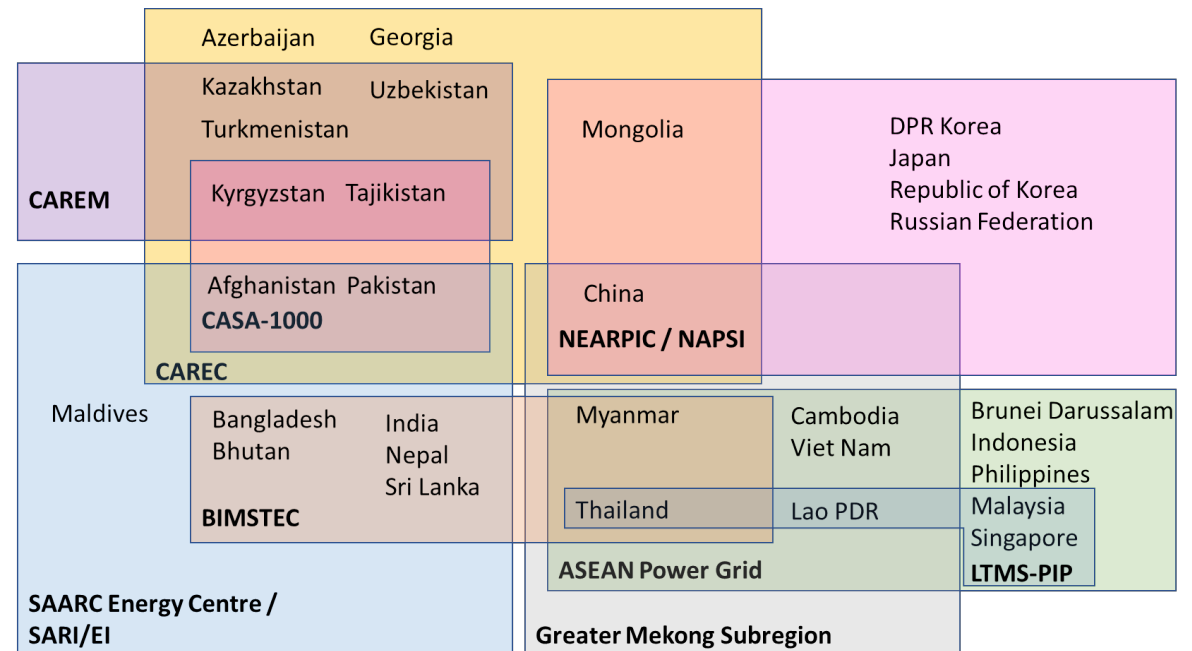 Azerbaijan Georgia
Kazakhstan Uzbekistan
Turkmenistan
CAREM
Kyrgyzstan Tajikistan
Mongolia
DPR Korea
Japan
Republic of Korea
Russian Federation
Afghanistan Pakistan
CASA-1000
CAREC
China
NEARPIC / NAPSI
Maldives
Bangladesh
Bhutan
India
Nepal
Sri Lanka
BIMSTEC
Myanmar
Thailand
Cambodia
Viet Nam
Lao PDR
Brunei Darussalam
Indonesia
Philippines
Malaysia
Singapore
LTMS-PIP
ASEAN Power Grid
SAARC Energy Centre /
SARI/EI
Greater Mekong Subregion